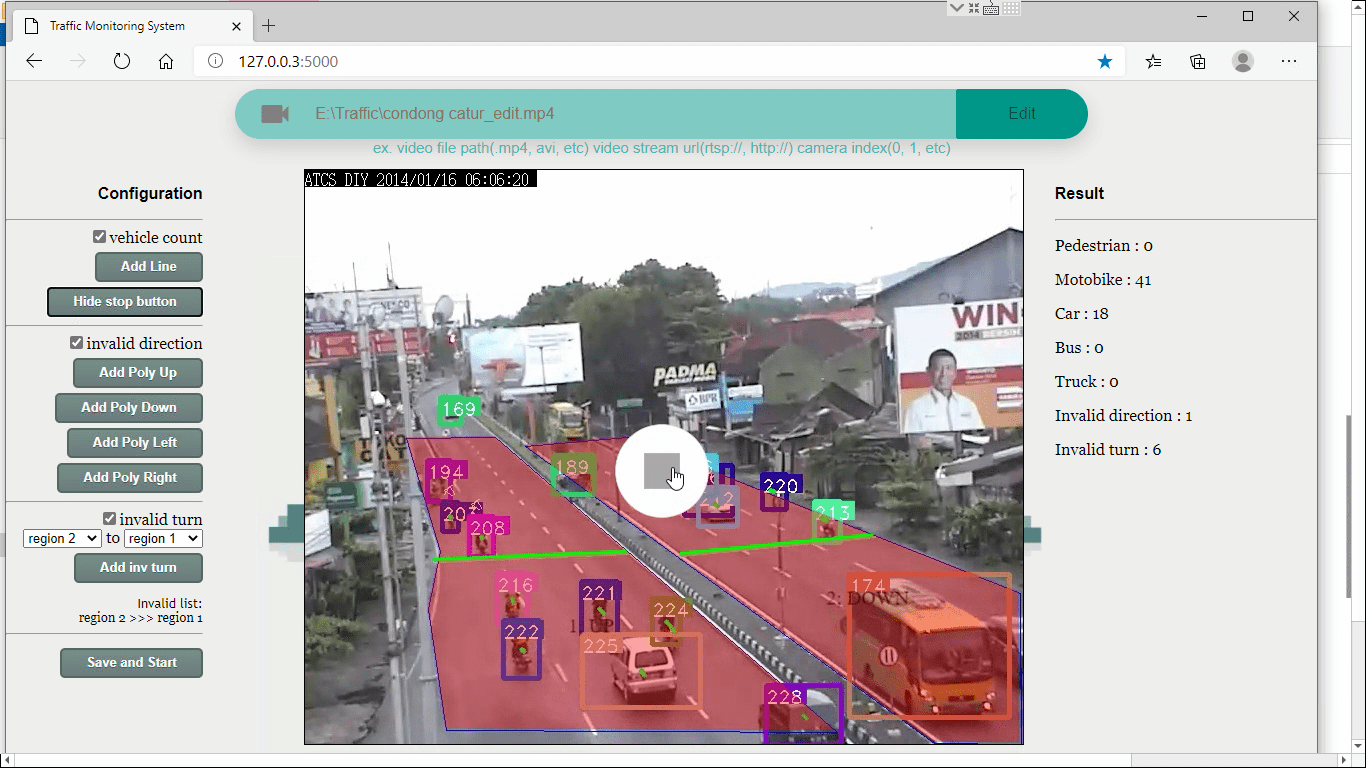 Traffic Monitoring System
127.0.0.3:5000
E:\Traffic\condong catur_edit.mp4
Edit
ex. video file path(.mp4, avi, etc) video stream url(rtsp://, http://) camera index(0, 1, etc)
Configuration
vehicle count
Add Line
Hide stop button
invalid direction
Add Poly Up
Add Poly Down
Add Poly Left
Add Poly Right
invalid turn
region 2 to region 1
Add inv turn
Invalid list:
region 2 >>> region 1
Save and Start
ATCS DIY 2014/01/16 06:06:20
WIN
2014 BERSIH
PADMA
BPR
TOKO
CAT
169
194
189
220
208
213
216
221
174
2: DOWN
224
1: UP
222
225
228
Result
Pedestrian : 0
Motobike : 41
Car : 18
Bus : 0
Truck : 0
Invalid direction : 1
Invalid turn : 6